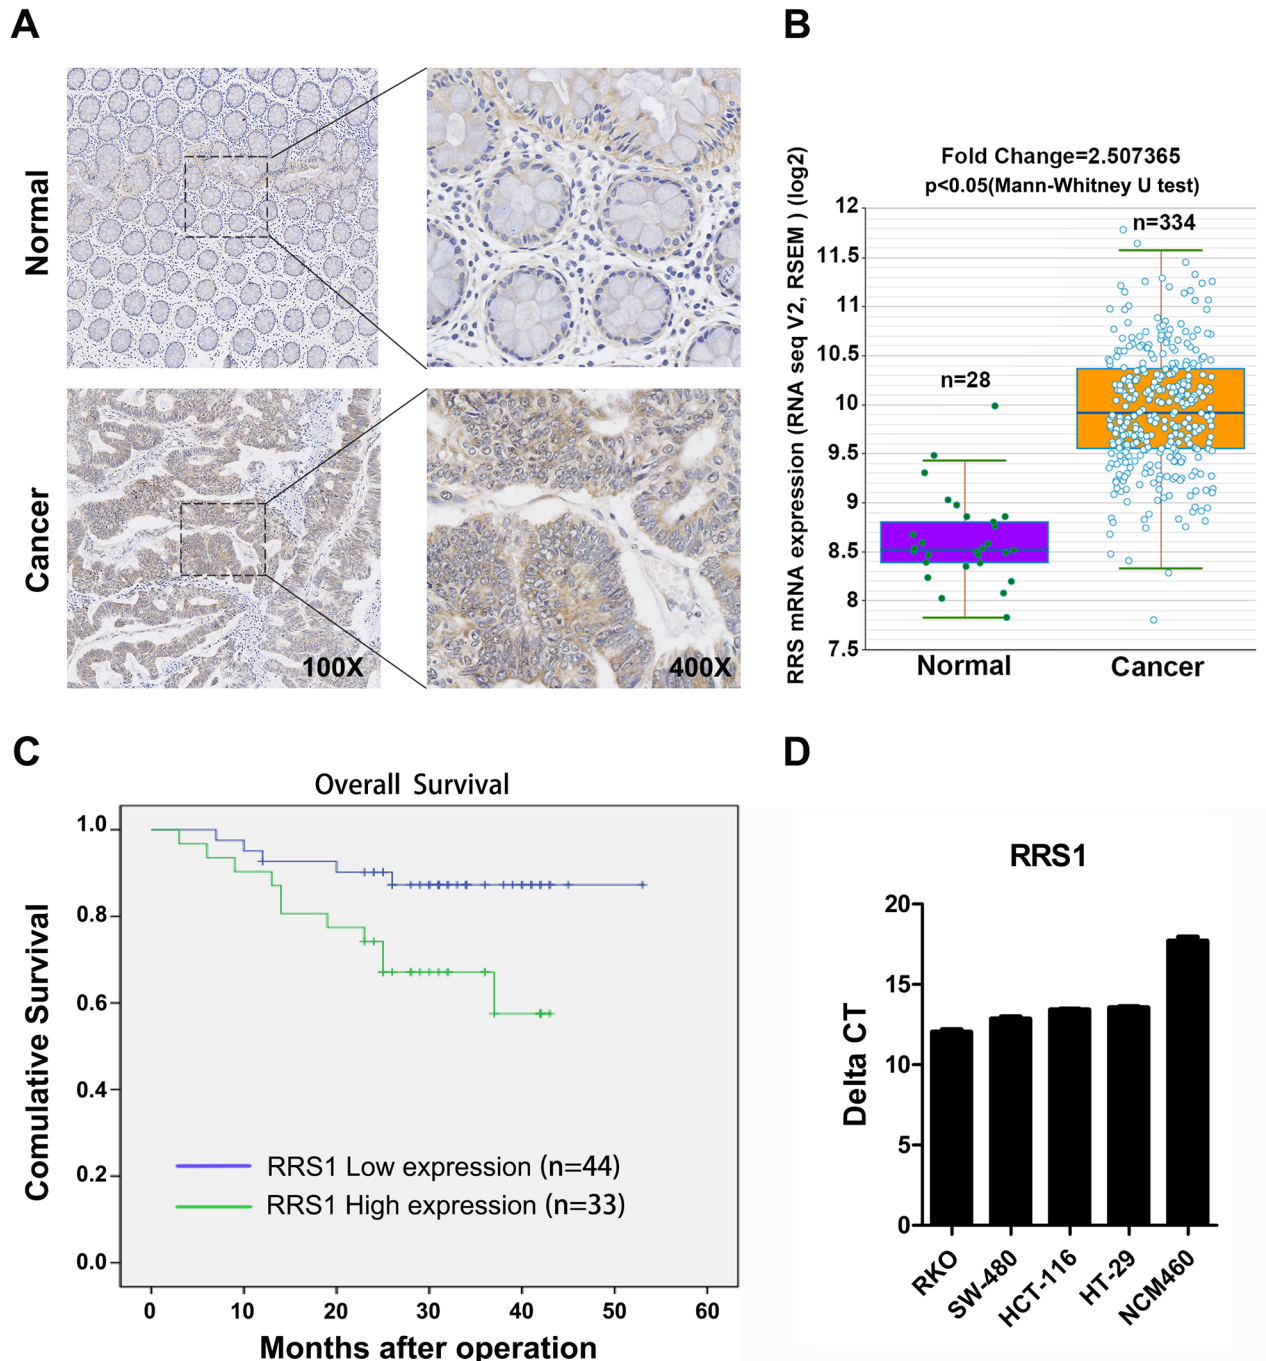 A
Normal
Cancer
100X
400X
B
Fold Change=2.507365
p<0.05(Mann-Whitney U test)
RRS mRNA expression (RNA seq V2, RSEM ) (log2)
12
11.5
11
10.5
10
9.5
9
8.5
8
7.5
n=28
n=334
Normal
Cancer
C
Overall Survival
Comulative Survival
1.0
0.8
0.6
0.4
0.2
0.0
RRS1 Low expression (n=44)
RRS1 High expression (n=33)
0 10 20 30 40 50 60
Months after operation
D
RRS1
Delta CT
20
15
10
5
0
RKO
SW-480
HCT-116
HT-29
NCM460